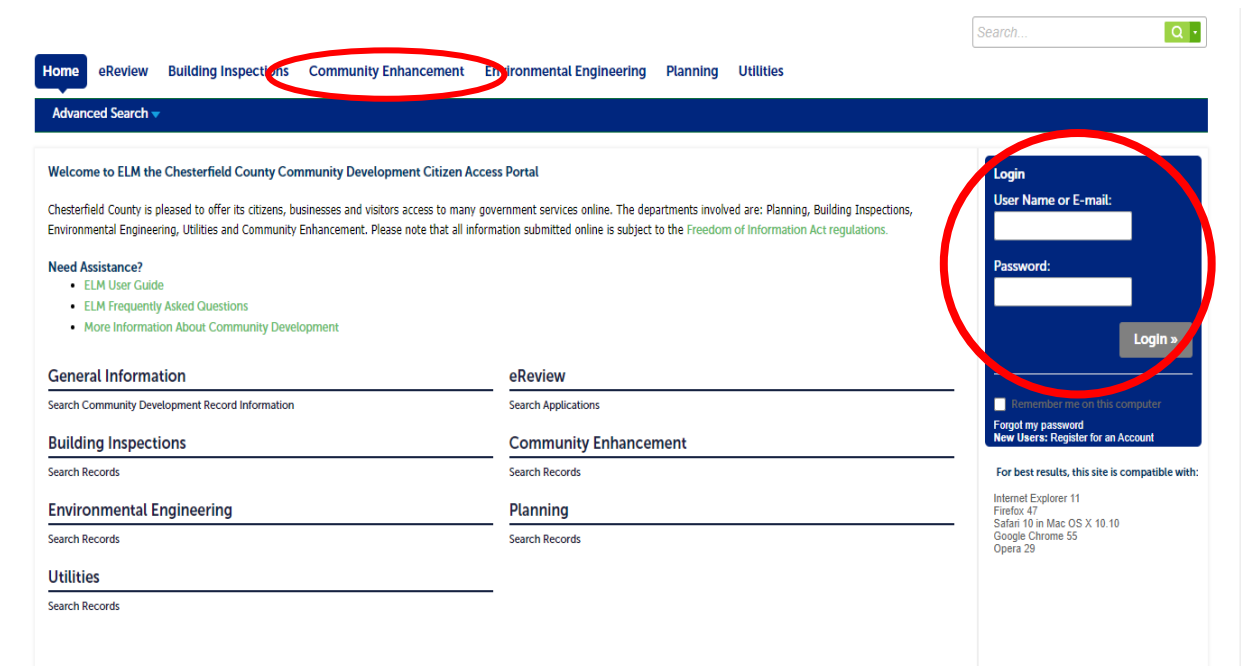 Search...
Home eReview Building Inspections Community Enhancement Environmental Engineering Planning Utilities
Advanced Search
Welcome to ELM the Chesterfield County Community Development Citizen Access Portal
Chesterfield County is pleased to offer its citizens, businesses and visitors access to many government services online. The departments involved are: Planning, Building Inspections,
Environmental Engineering, Utilities and Community Enhancement. Please note that all information submitted online is subject to the Freedom of Information Act regulations.
Need Assistance?
• ELM User Guide
• ELM Frequently Asked Questions
• More Information About Community Development
General Information
Search Community Development Record Information
eReview
Search Applications
Building Inspections
Search Records
Community Enhancement
Search Records
Environmental Engineering
Search Records
Planning
Search Records
Utilities
Search Records
Login
User Name or E-mail:
Password:
Login »
Remember me on this computer
Forgot my password
New Users: Register for an Account
For best results, this site is compatible with:
Internet Explorer 11
Firefox 47
Safari 10 in Mac OS X 10.10
Google Chrome 55
Opera 29